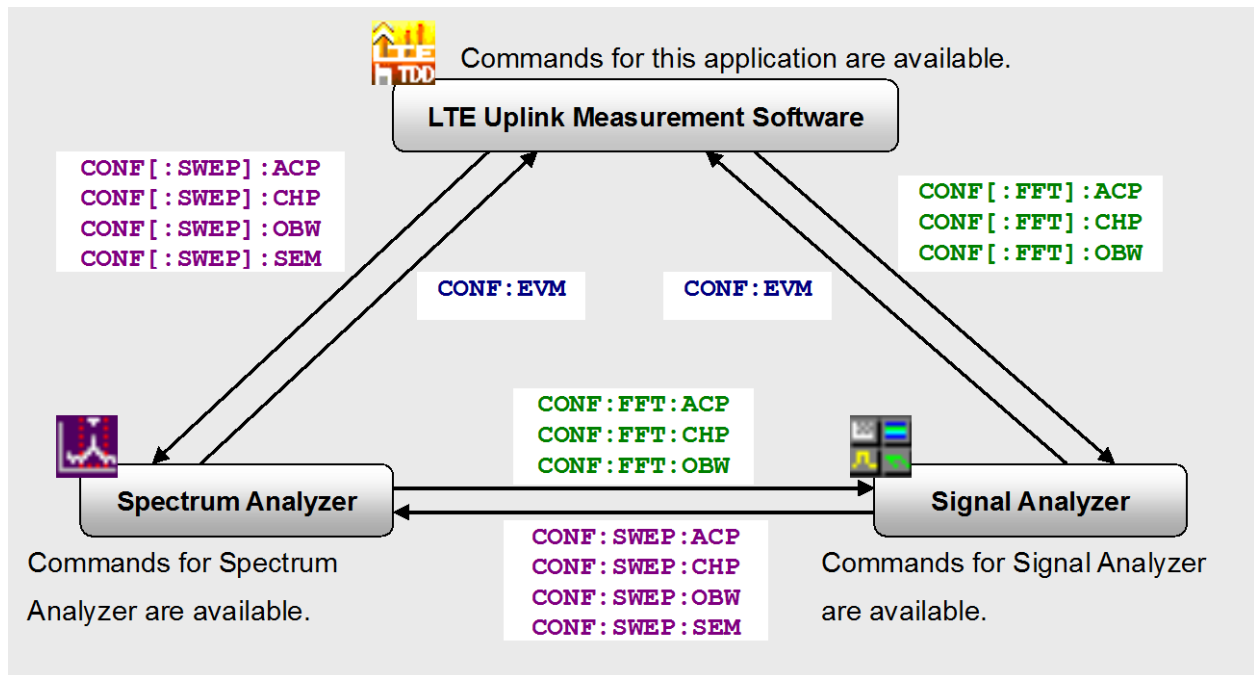 LTE
TDD
Commands for this application are available.
LTE Uplink Measurement Software
CONF[:SWEP]:ACP
CONF[:SWEP]:CHP
CONF[:SWEP]:OBW
CONF[:SWEP]:SEM
CONF[:FFT]:ACP
CONF[:FFT]:CHP
CONF[:FFT]:OBW
CONF:EVM
CONF:EVM
CONF:FFT:ACP
CONF:FFT:CHP
CONF:FFT:OBW
Spectrum Analyzer
Signal Analyzer
CONF:SWEP:ACP
CONF:SWEP:CHP
CONF:SWEP:OBW
CONF:SWEP:SEM
Commands for Spectrum
Analyzer are available.
Commands for Signal Analyzer
are available.